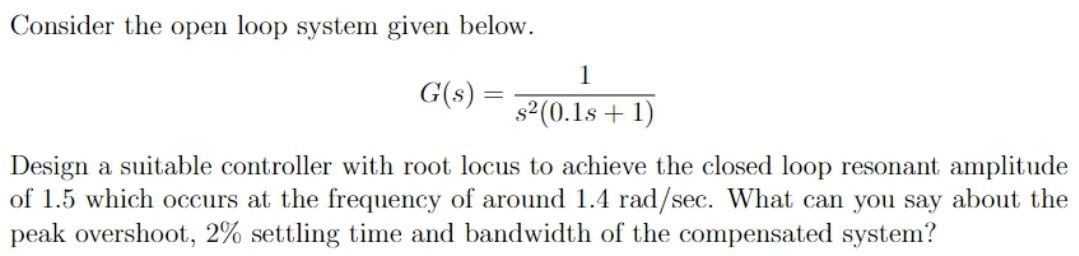 Consider the open loop system given below.
G(s) = 1 / s²(0.1s + 1)
Design a suitable controller with root locus to achieve the closed loop resonant amplitude
of 1.5 which occurs at the frequency of around 1.4 rad/sec. What can you say about the
peak overshoot, 2% settling time and bandwidth of the compensated system?